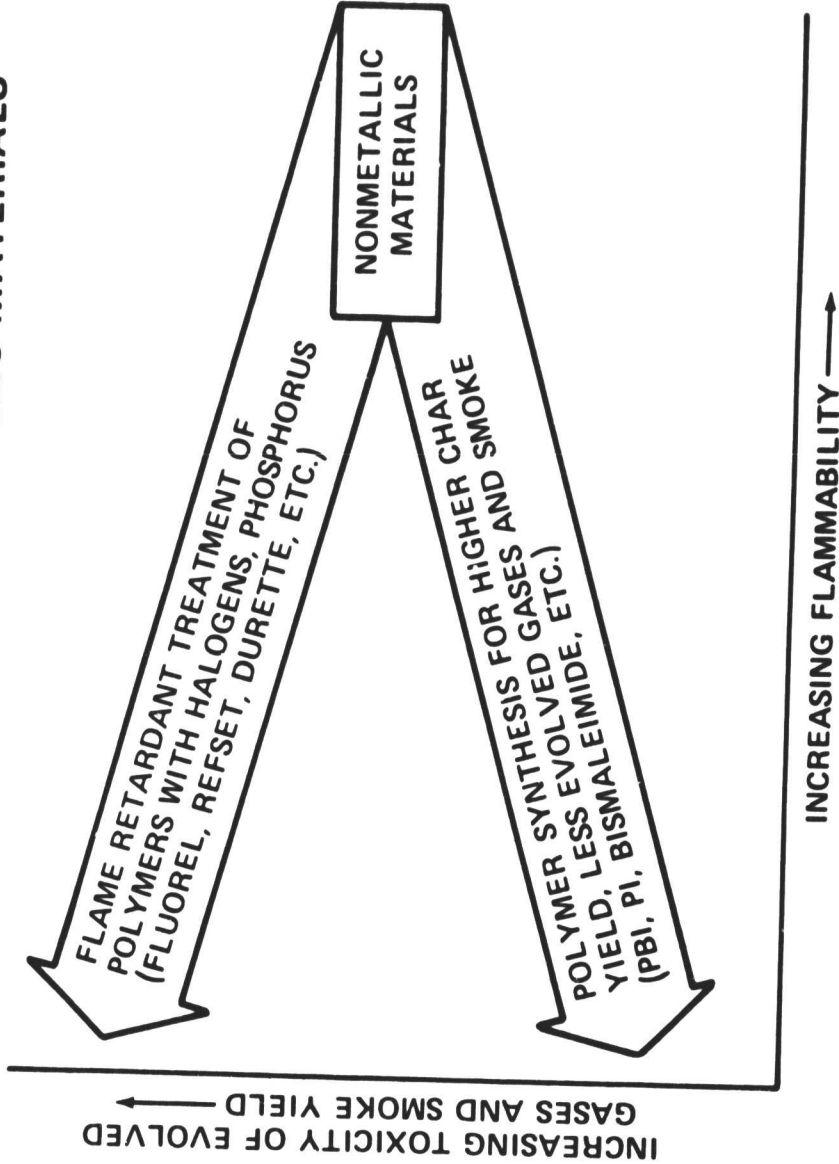 MATERIALS
NONMETALLIC
MATERIALS
FLAME RETARDANT TREATMENT OF
POLYMERS WITH HALOGENS, PHOSPHORUS
(FLUOREL, REFSET, DURETTE, ETC.)
POLYMER SYNTHESIS FOR HIGHER CHAR
YIELD, LESS EVOLVED GASES AND SMOKE
(PBI, PI, BISMALEIMIDE, ETC.)
INCREASING TOXICITY OF EVOLVED
GASES AND SMOKE YIELD
INCREASING FLAMMABILITY